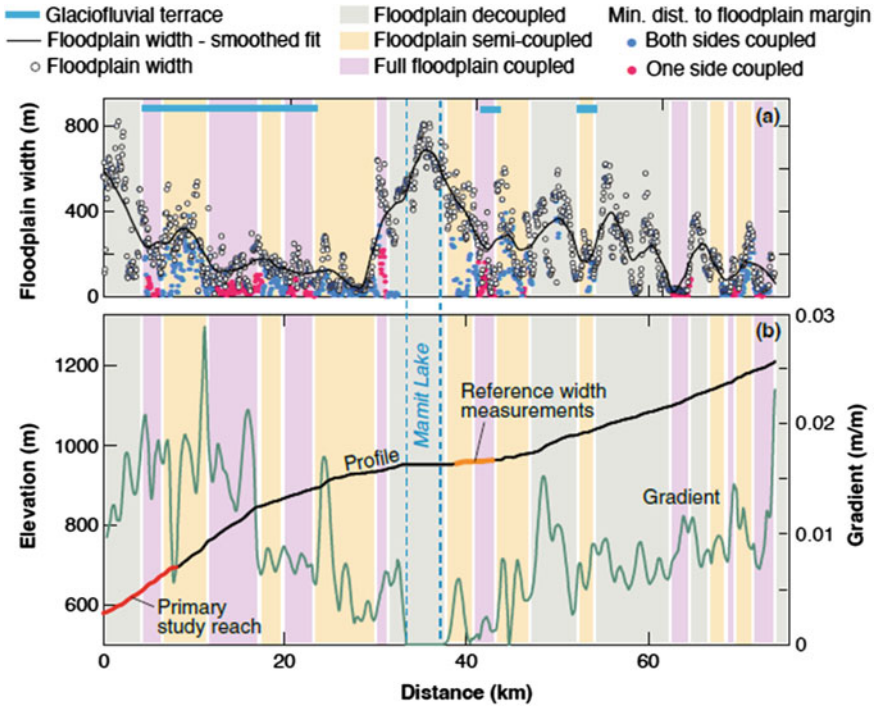 Glaciofluvial terrace
Floodplain width - smoothed fit
Floodplain width
Floodplain decoupled
Floodplain semi-coupled
Full floodplain coupled
Min. dist. to floodplain margin
Both sides coupled
One side coupled
(a)
Floodplain width (m)
800
400
0
(b)
Elevation (m)
1200
1000
800
600
0.03
0.02
0.01
0
Gradient (m/m)
Mamit Lake
Reference width
measurements
Profile
Gradient
Primary
study reach
0
20
40
60
Distance (km)